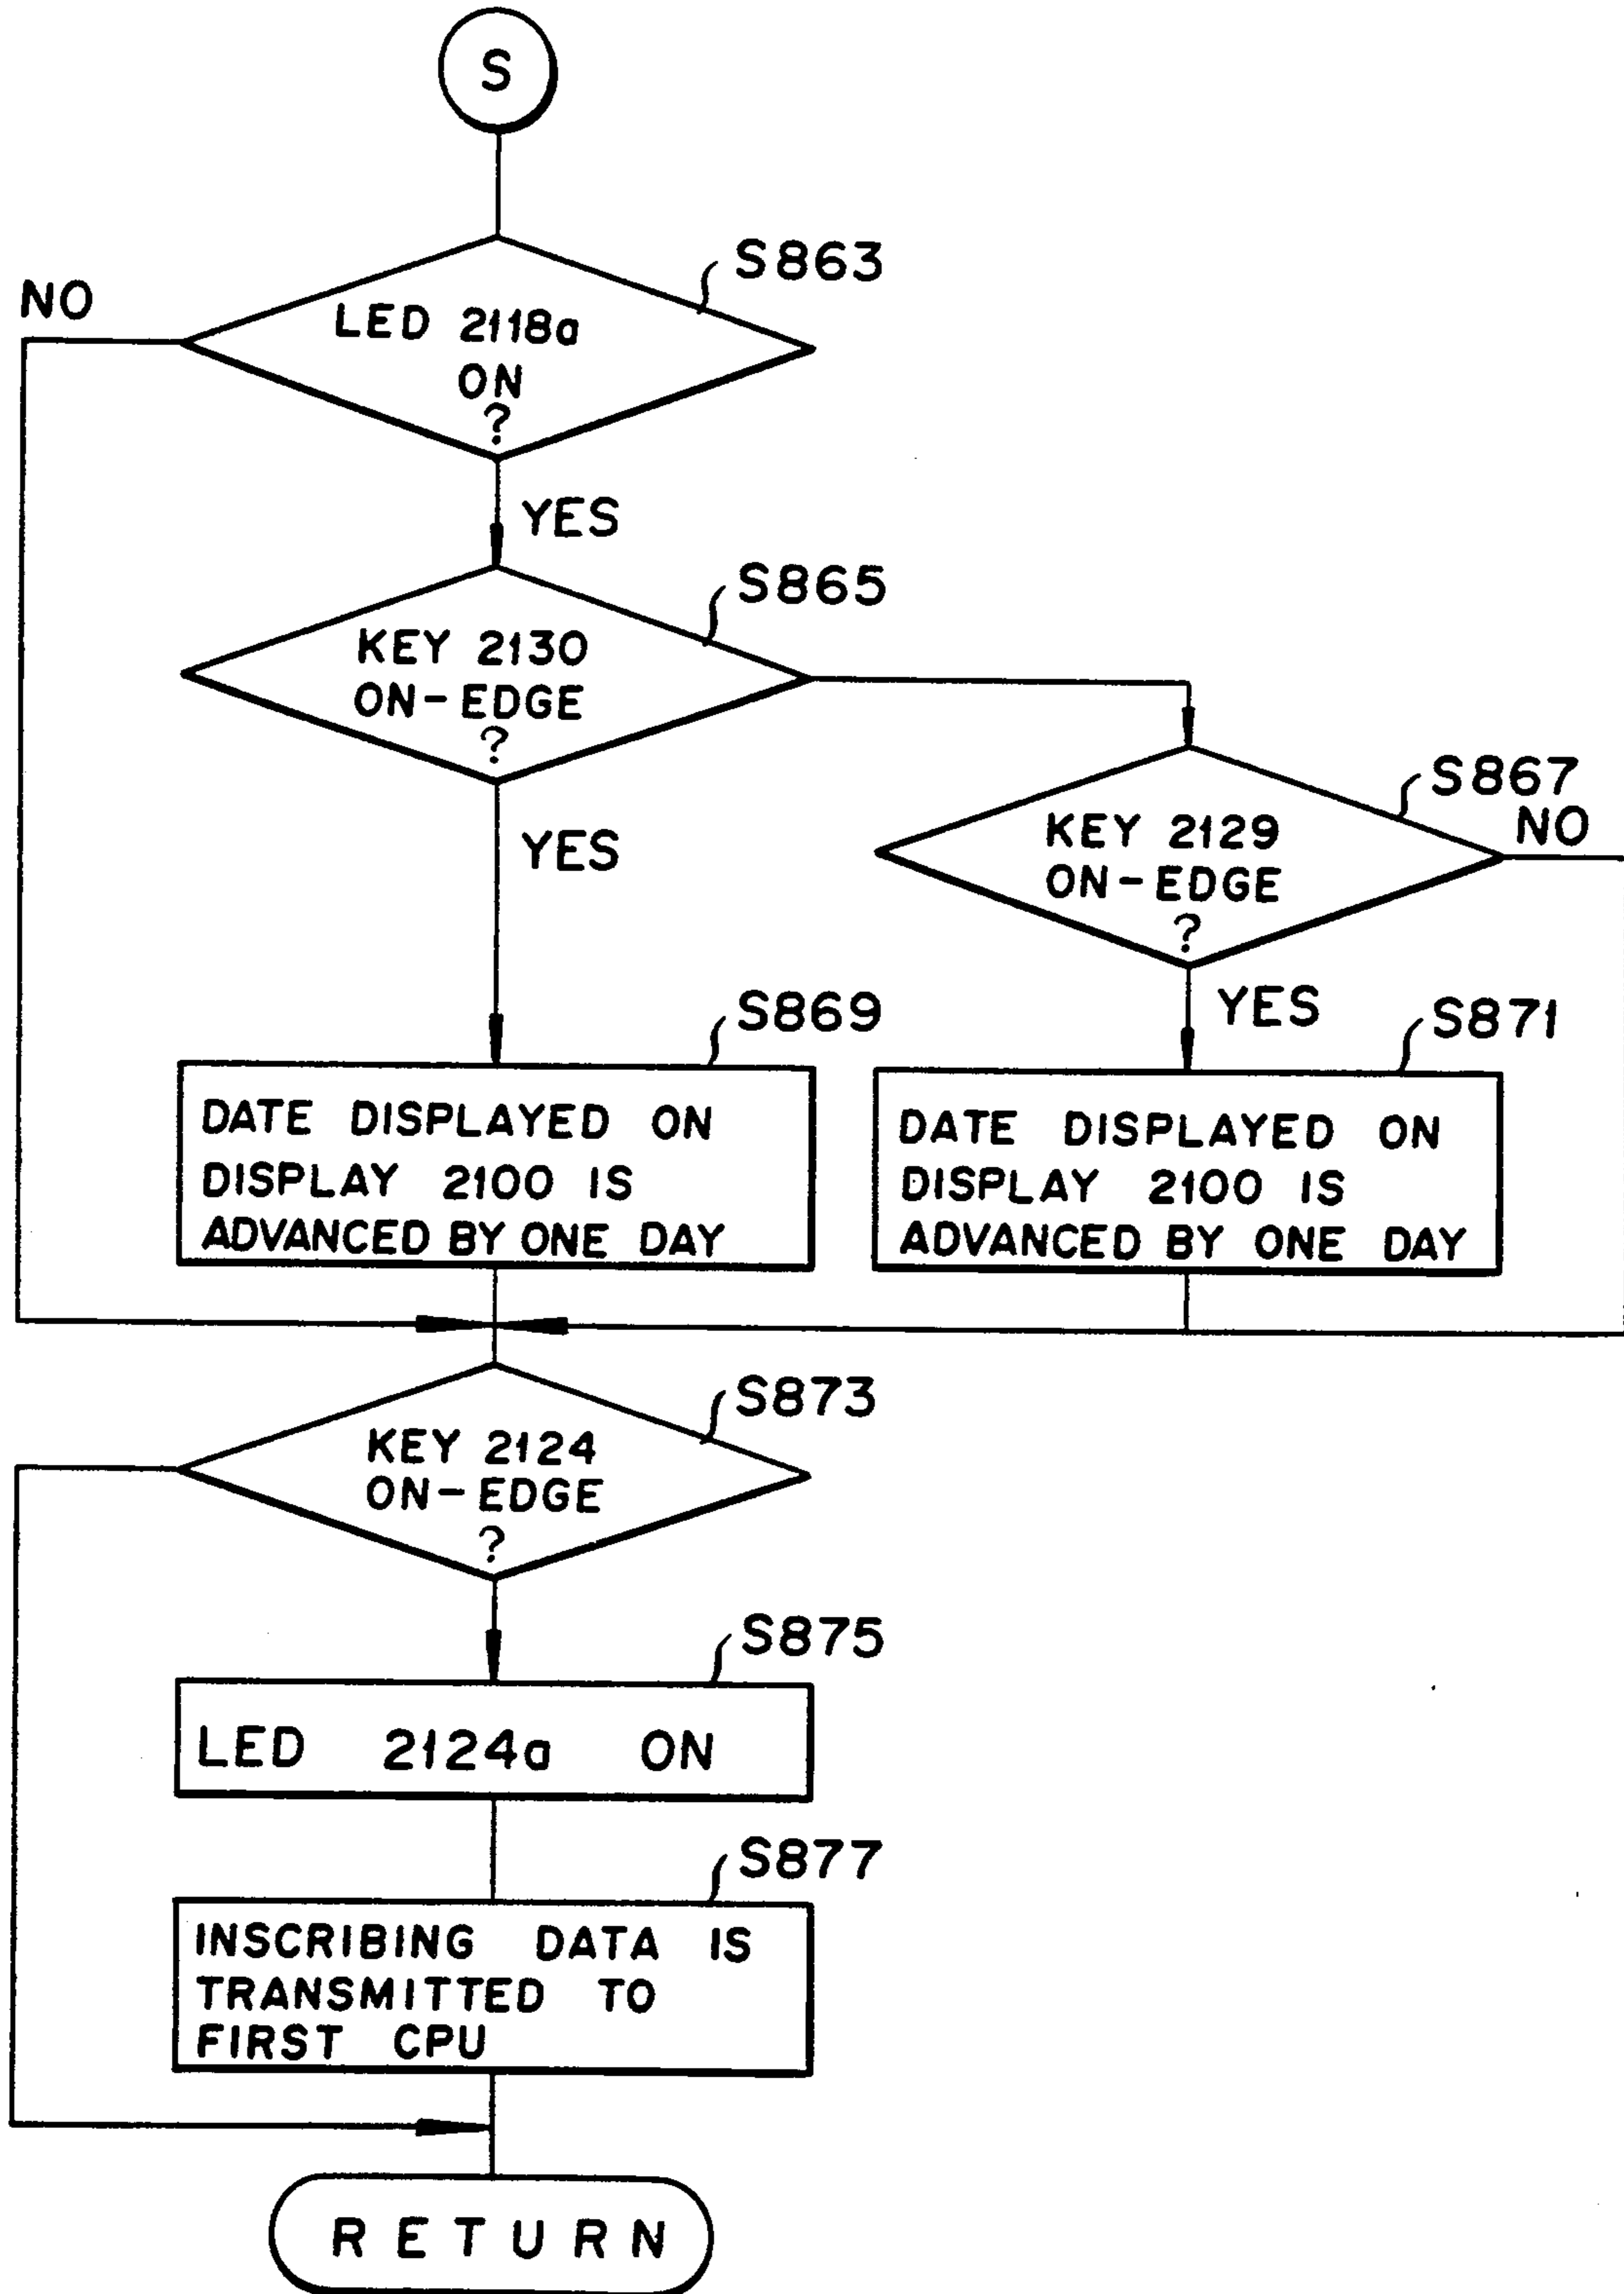 S
S863
NO
LED 2118a
ON
?
YES
S865
KEY 2130
ON-EDGE
?
YES
S867
NO
KEY 2129
ON-EDGE
?
YES
S869
DATE DISPLAYED ON
DISPLAY 2100 IS
ADVANCED BY ONE DAY
S871
DATE DISPLAYED ON
DISPLAY 2100 IS
ADVANCED BY ONE DAY
S873
KEY 2124
ON-EDGE
?
S875
LED 2124a ON
S877
INSCRIBING DATA IS
TRANSMITTED TO
FIRST CPU
RETURN